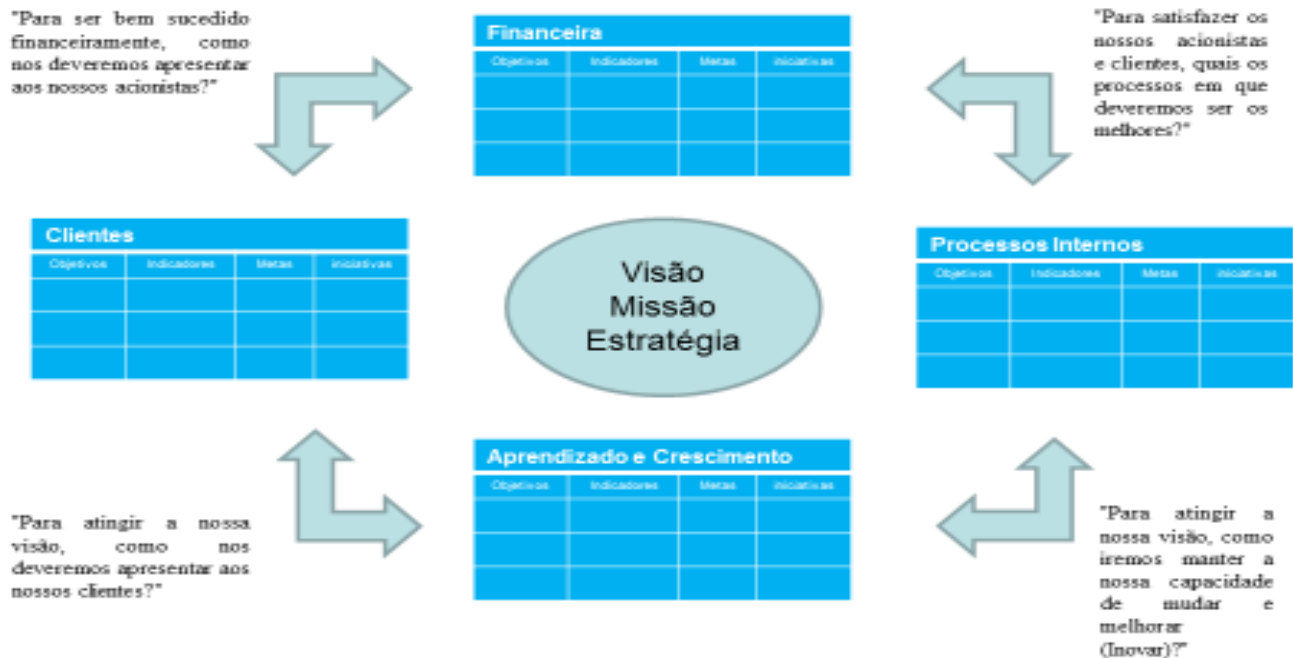 "Para ser bem sucedido
financeiramente, como
nos deveremos apresentar
aos nossos acionistas?"
Financeira
Objetivos Indicadores Metas iniciativas
"Para satisfazer os
nossos acionistas
e clientes, quais os
processos em que
deveremos ser os
melhores?"
Clientes
Objetivos Indicadores Metas iniciativas
Visão
Missão
Estratégia
Processos Internos
Objetivos Indicadores Metas iniciativas
Aprendizado e Crescimento
Objetivos Indicadores Metas iniciativas
"Para atingir a nossa
visão, como nos
deveremos apresentar aos
nossos clientes?"
"Para atingir a
nossa visão, como
iremos manter a
nossa capacidade
de mudar e
melhorar
(Inovar)?"